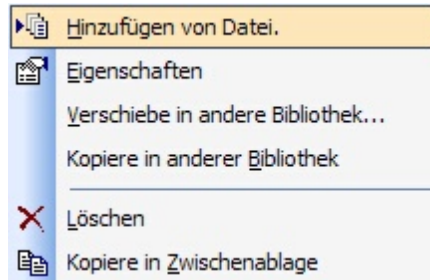 Hinzufügen von Datei.
Eigenschaften
Verschiebe in andere Bibliothek...
Kopiere in anderer Bibliothek
Löschen
Kopiere in Zwischenablage